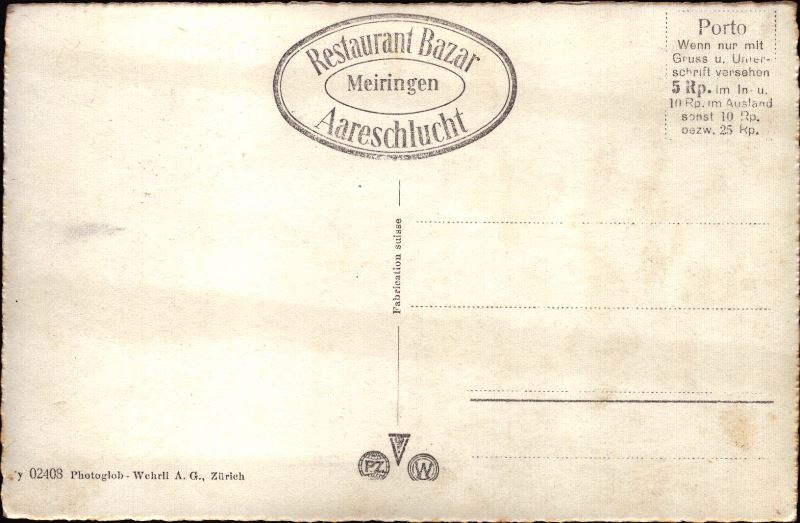 Restaurant Bazar
Meiringen
Aareschlucht
Porto
Wenn nur mit
Gruss u. Unter-
schrift versehen
5 Rp. im In- u.
10 Rp. im Ausland
sonst 10 Rp.
bezw. 25 Rp.
Fabrication suisse
PZ
W
y 02408 Photoglob - Wehrli A. G., Zürich